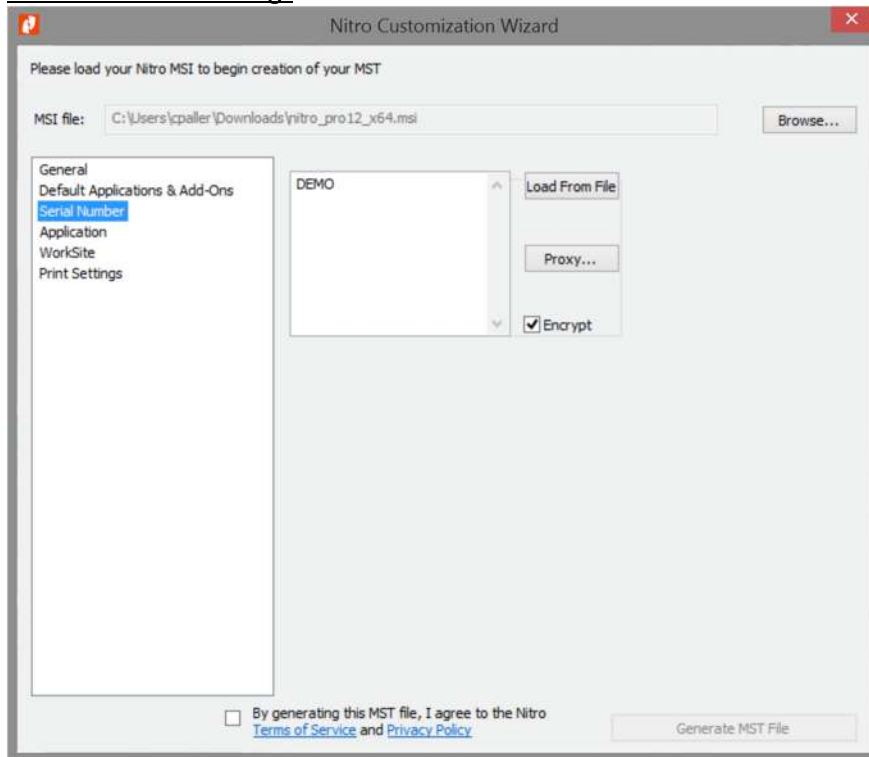 Nitro Customization Wizard
Please load your Nitro MSI to begin creation of your MST
MSI file: C:\Users\cpaller\Downloads\nitro_pro12_x64.msi Browse...
General
Default Applications & Add-Ons
Serial Number
Application
WorkSite
Print Settings
DEMO
Load From File
Proxy...
Encrypt
By generating this MST file, I agree to the Nitro
Terms of Service and Privacy Policy
Generate MST File